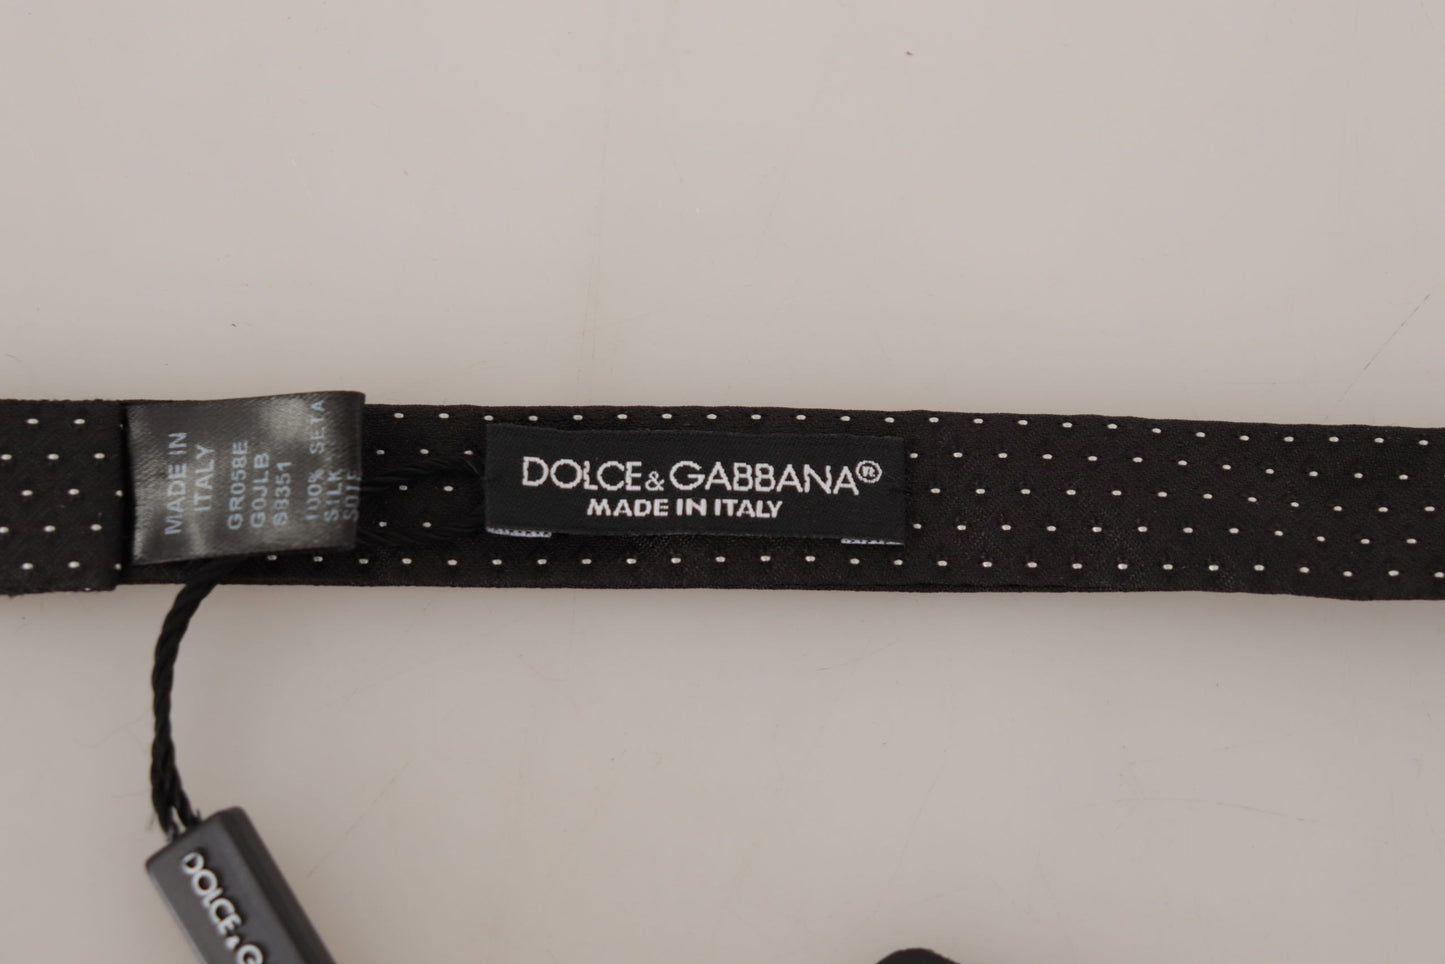 MADE IN
ITALY
GR058E
G0JLB
S8351
100% SETA
SILK
SOIE
DOLCE & GABBANA®
MADE IN ITALY
DOLCE & G